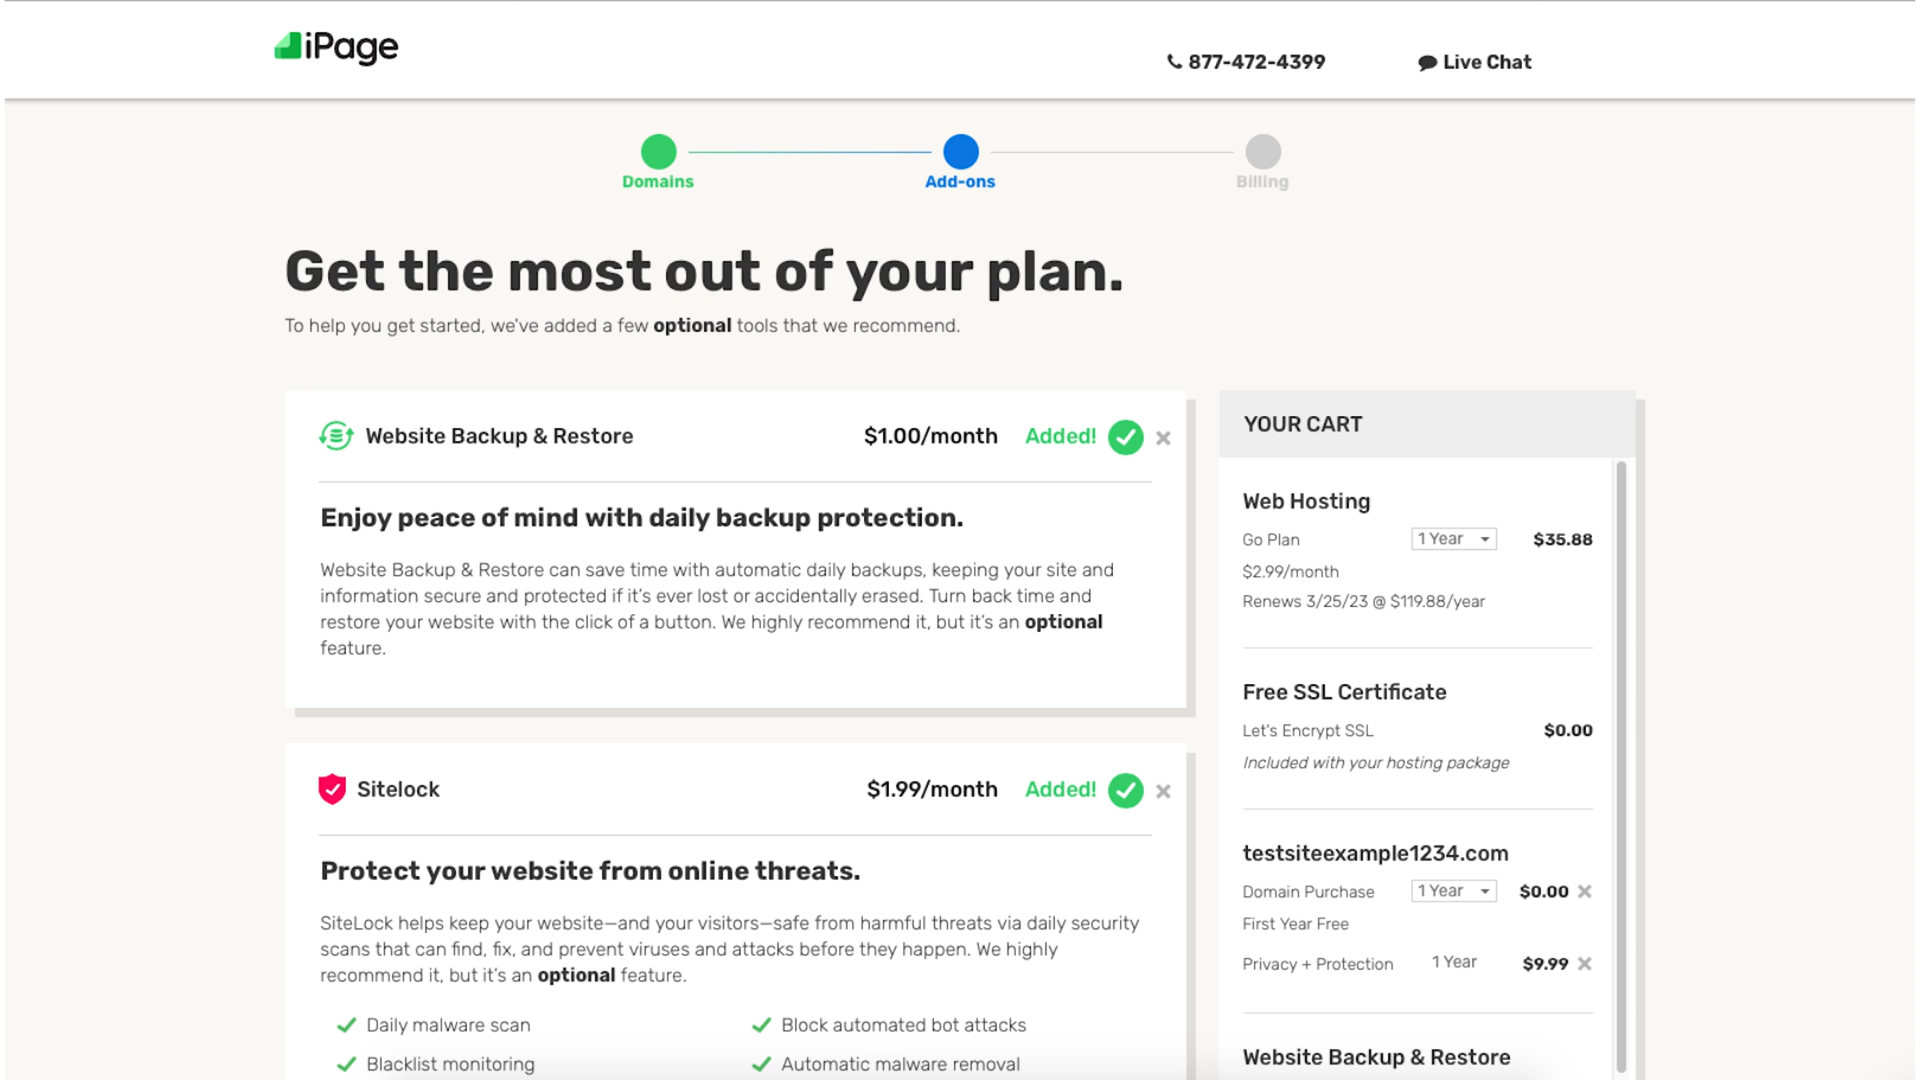 iPage
877-472-4399
Live Chat
Domains
Add-ons
Billing
Get the most out of your plan.
To help you get started, we've added a few optional tools that we recommend.
Website Backup & Restore
$1.00/month
Added!
Enjoy peace of mind with daily backup protection.
Website Backup & Restore can save time with automatic daily backups, keeping your site and
information secure and protected if it's ever lost or accidentally erased. Turn back time and
restore your website with the click of a button. We highly recommend it, but it's an optional
feature.
Sitelock
$1.99/month
Added!
Protect your website from online threats.
SiteLock helps keep your website—and your visitors—safe from harmful threats via daily security
scans that can find, fix, and prevent viruses and attacks before they happen. We highly
recommend it, but it's an optional feature.
Daily malware scan
Block automated bot attacks
Blacklist monitoring
Automatic malware removal
YOUR CART
Web Hosting
Go Plan
1 Year
$35.88
$2.99/month
Renews 3/25/23 @ $119.88/year
Free SSL Certificate
Let's Encrypt SSL
$0.00
Included with your hosting package
testsiteexample1234.com
Domain Purchase
1 Year
$0.00
First Year Free
Privacy + Protection
1 Year
$9.99
Website Backup & Restore